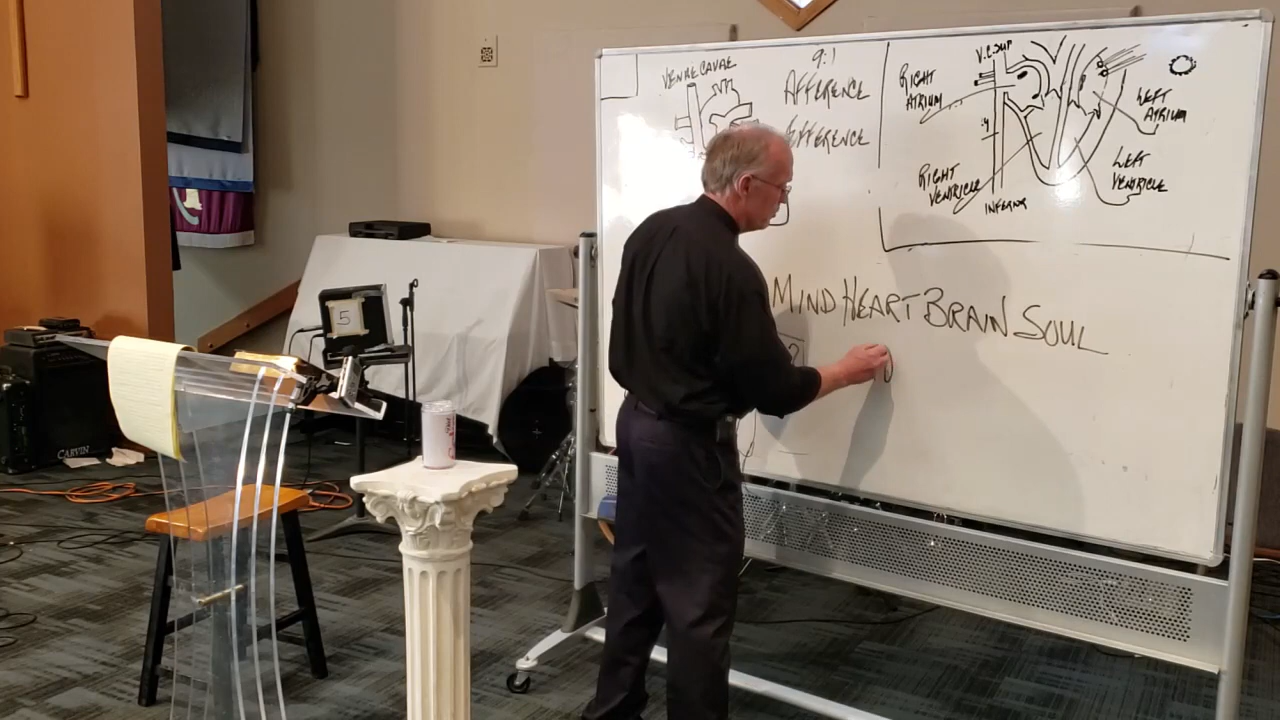 VENAE CAVAE
9:1
AFFERENCE
EFFERENCE
V.C. SUP
RIGHT
ATRIUM
LEFT
ATRIUM
RIGHT
VENTRICLE
LEFT
VENTRICLE
MIND HEART BRAIN SOUL
5
CARVIN